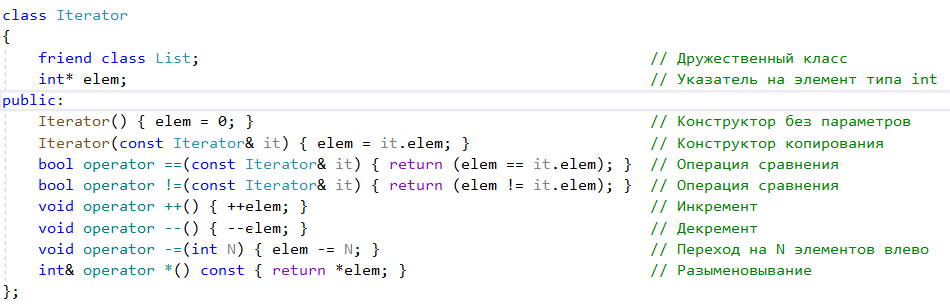 class Iterator
{
    friend class List;                                                  // Дружественный класс
    int* elem;                                                          // Указатель на элемент типа int
public:
    Iterator() { elem = 0; }                                            // Конструктор без параметров
    Iterator(const Iterator& it) { elem = it.elem; }                    // Конструктор копирования
    bool operator ==(const Iterator& it) { return (elem == it.elem); }  // Операция сравнения
    bool operator !=(const Iterator& it) { return (elem != it.elem); }  // Операция сравнения
    void operator ++() { ++elem; }                                      // Инкремент
    void operator --() { --elem; }                                      // Декремент
    void operator -=(int N) { elem -= N; }                              // Переход на N элементов влево
    int& operator *() const { return *elem; }                           // Разыменовывание
};